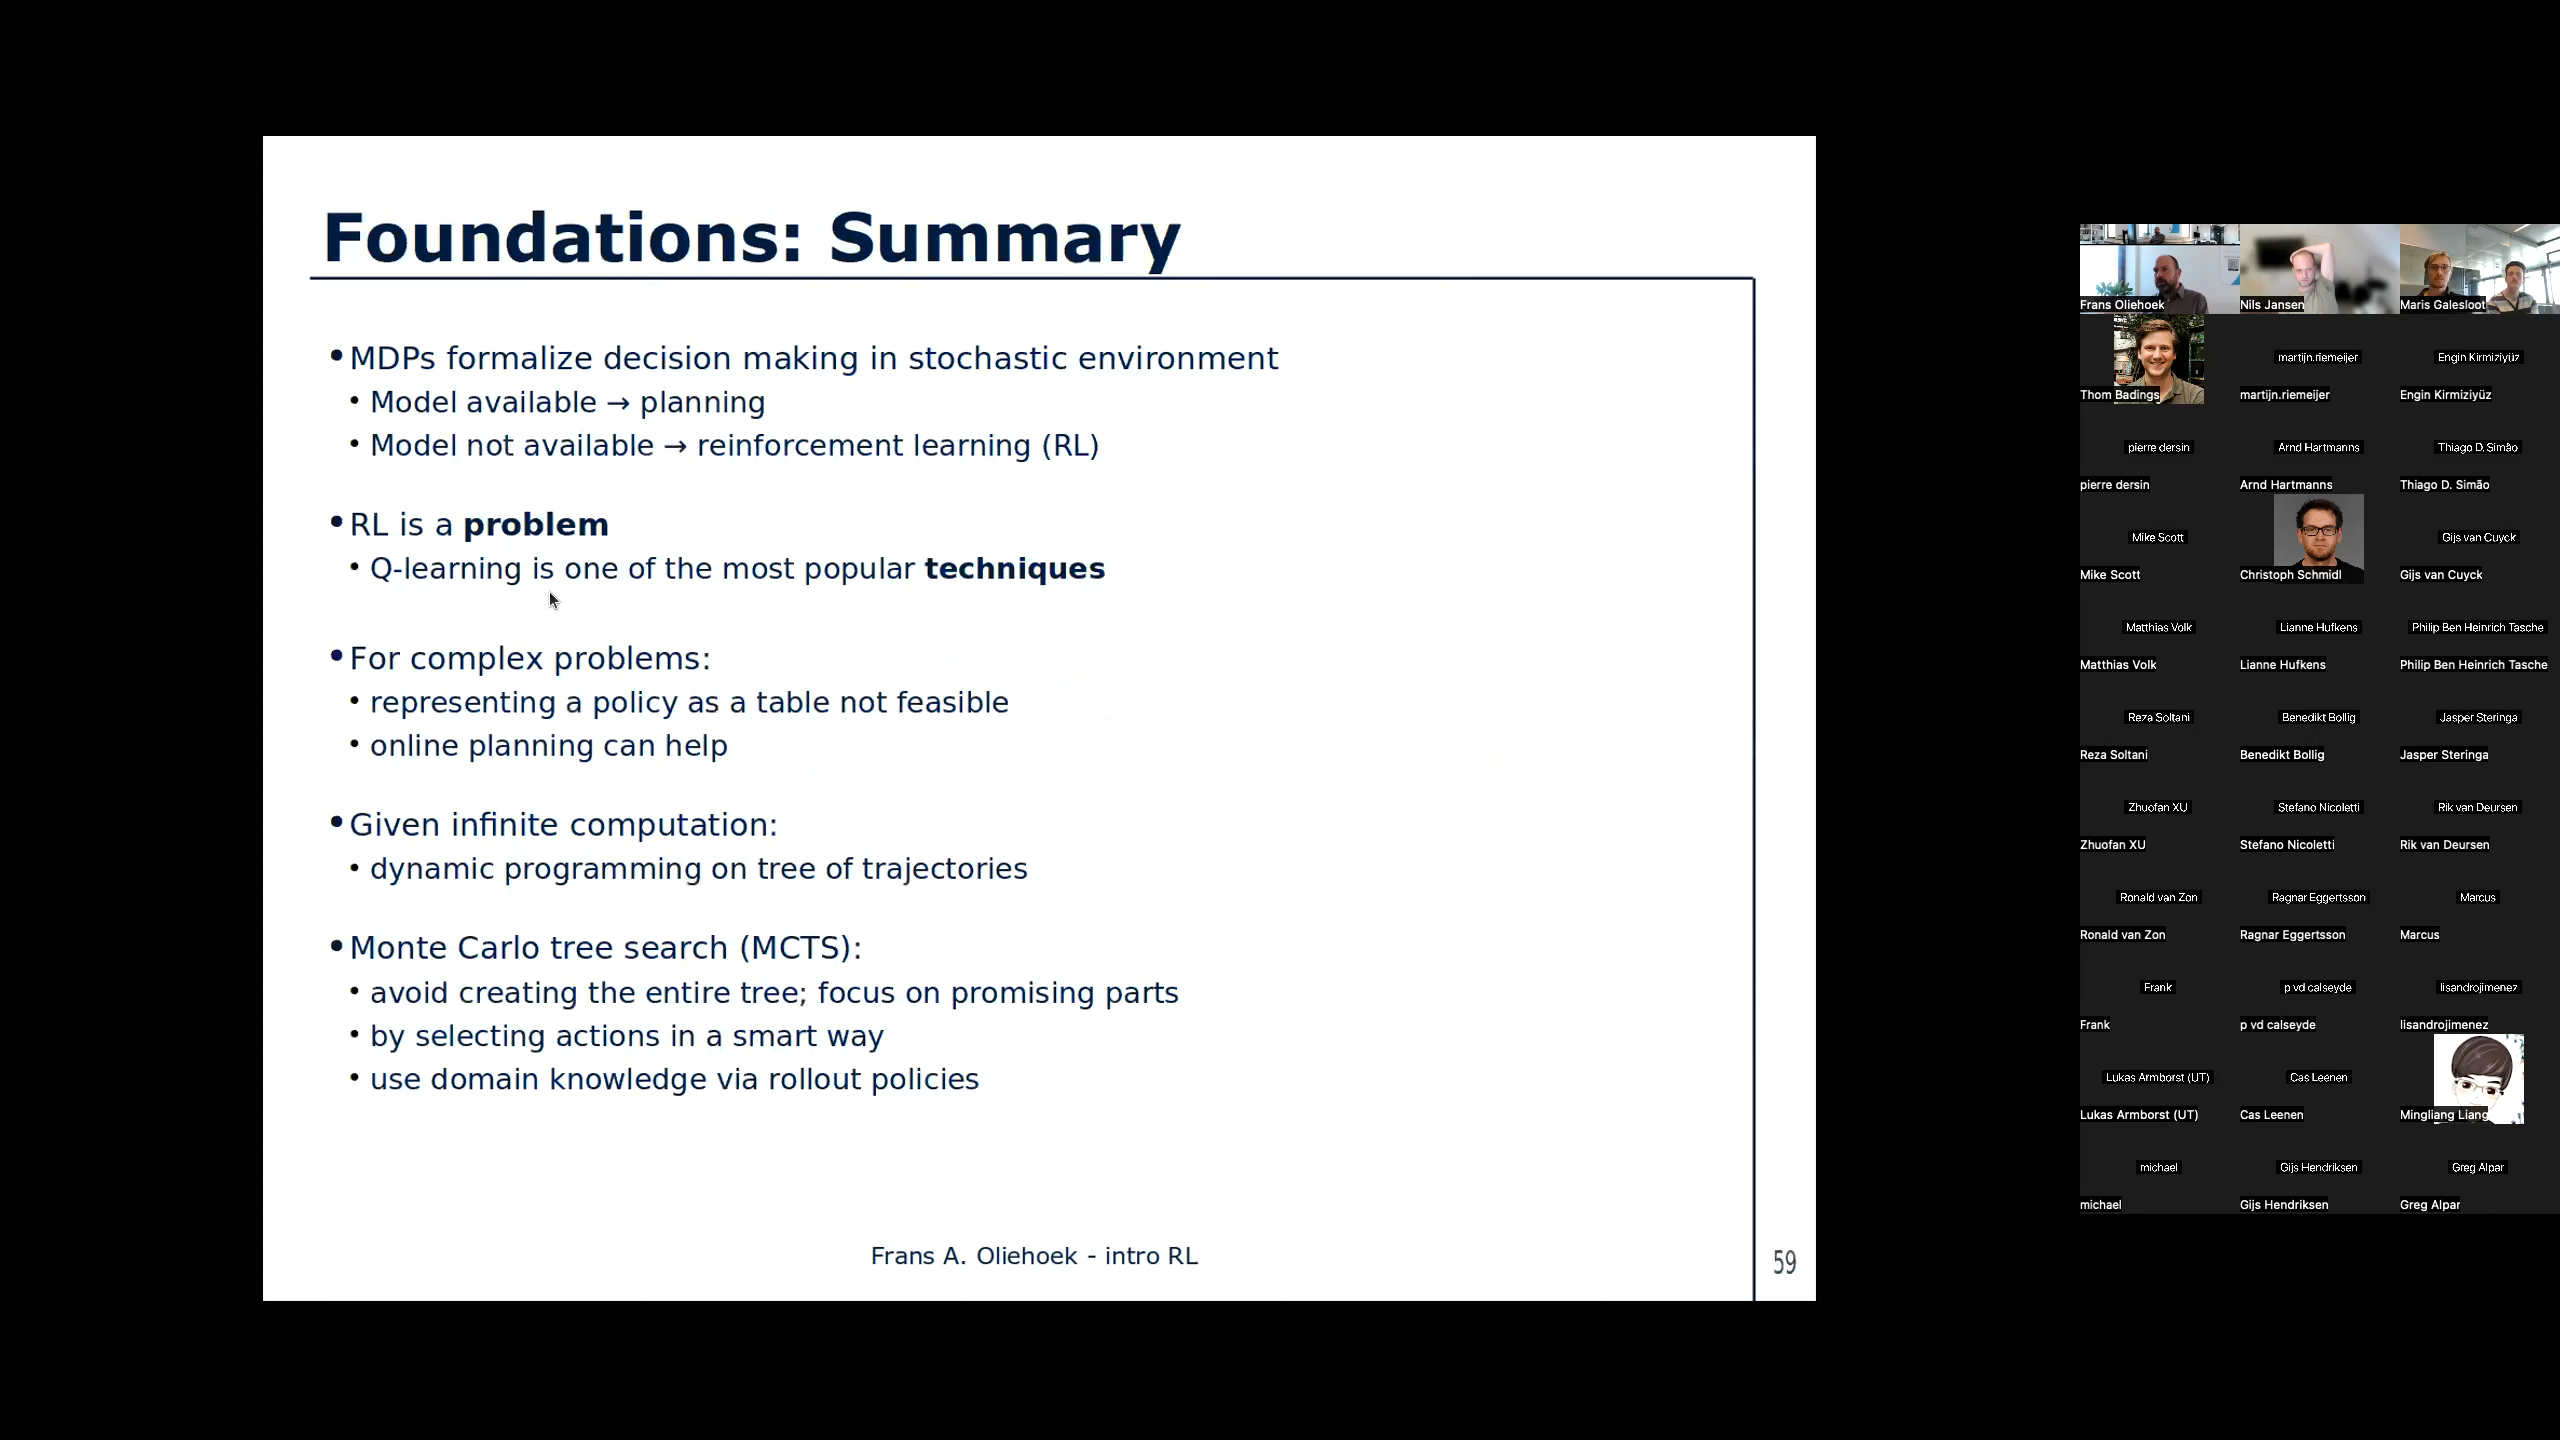 Foundations: Summary
• MDPs formalize decision making in stochastic environment
• Model available → planning
• Model not available → reinforcement learning (RL)
• RL is a problem
• Q-learning is one of the most popular techniques
• For complex problems:
• representing a policy as a table not feasible
• online planning can help
• Given infinite computation:
• dynamic programming on tree of trajectories
• Monte Carlo tree search (MCTS):
• avoid creating the entire tree; focus on promising parts
• by selecting actions in a smart way
• use domain knowledge via rollout policies
Frans A. Oliehoek - intro RL
59
Frans Oliehoek
Nils Jansen
Maris Galesloot
Thom Badings
martijn.riemeijer
martijn.riemeijer
Engin Kirmiziyüz
Engin Kirmiziyüz
pierre dersin
pierre dersin
Arnd Hartmanns
Arnd Hartmanns
Thiago D. Simão
Thiago D. Simão
Mike Scott
Mike Scott
Christoph Schmidl
Gijs van Cuyck
Gijs van Cuyck
Matthias Volk
Matthias Volk
Lianne Hufkens
Lianne Hufkens
Philip Ben Heinrich Tasche
Philip Ben Heinrich Tasche
Reza Soltani
Reza Soltani
Benedikt Bollig
Benedikt Bollig
Jasper Steringa
Jasper Steringa
Zhuofan XU
Zhuofan XU
Stefano Nicoletti
Stefano Nicoletti
Rik van Deursen
Rik van Deursen
Ronald van Zon
Ronald van Zon
Ragnar Eggertsson
Ragnar Eggertsson
Marcus
Marcus
Frank
Frank
p vd calseyde
p vd calseyde
lisandrojimenez
lisandrojimenez
Lukas Armborst (UT)
Lukas Armborst (UT)
Cas Leenen
Cas Leenen
Mingliang Liang
michael
michael
Gijs Hendriksen
Gijs Hendriksen
Greg Alpar
Greg Alpar